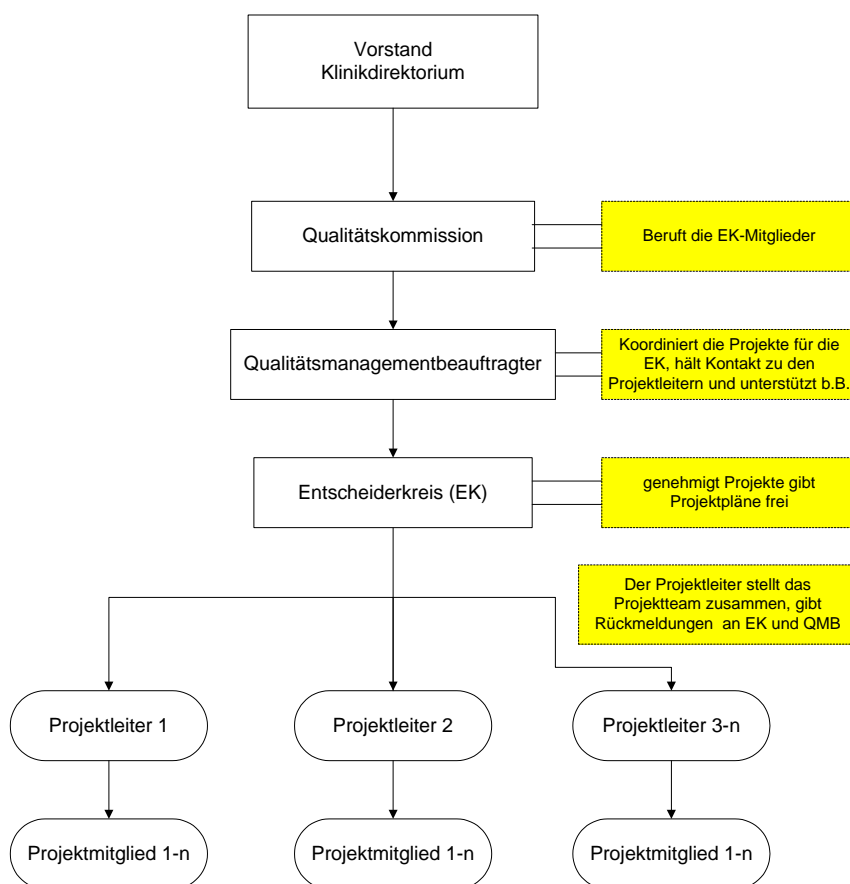 Vorstand
Klinikdirektorium
Qualitätskommission
Beruft die EK-Mitglieder
Qualitätsmanagementbeauftragter
Koordiniert die Projekte für die
EK, hält Kontakt zu den
Projektleitern und unterstützt b.B.
Entscheiderkreis (EK)
genehmigt Projekte gibt
Projektpläne frei
Der Projektleiter stellt das
Projektteam zusammen, gibt
Rückmeldungen an EK und QMB
Projektleiter 1
Projektleiter 2
Projektleiter 3-n
Projektmitglied 1-n
Projektmitglied 1-n
Projektmitglied 1-n